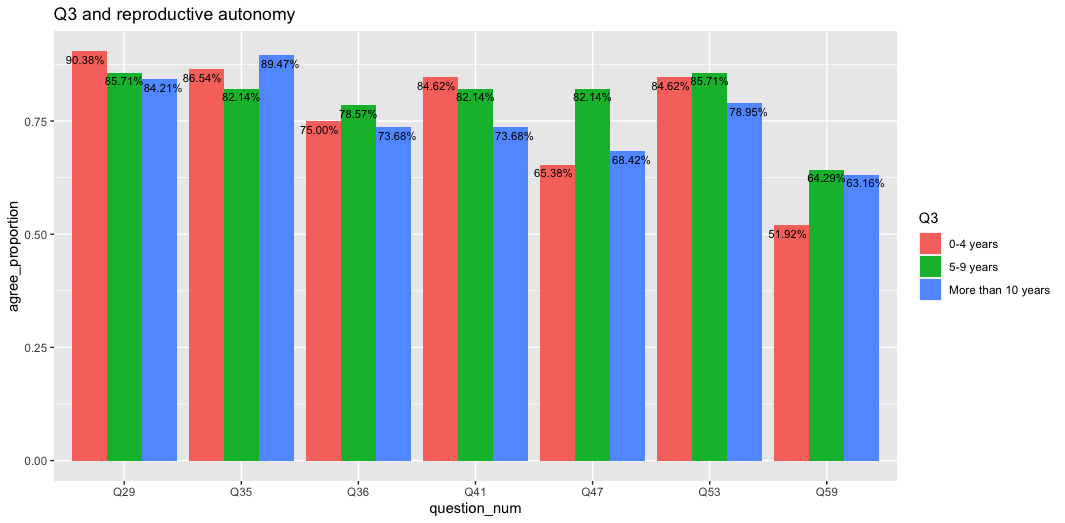 Q3 and reproductive autonomy
agree_proportion
0.75
0.50
0.25
0.00
90.38%
85.71%
84.21%
86.54%
82.14%
89.47%
75.00%
78.57%
73.68%
84.62%
82.14%
73.68%
65.38%
82.14%
68.42%
84.62%
85.71%
78.95%
51.92%
64.29%
63.16%
Q29
Q35
Q36
Q41
Q47
Q53
Q59
question_num
Q3
0-4 years
5-9 years
More than 10 years